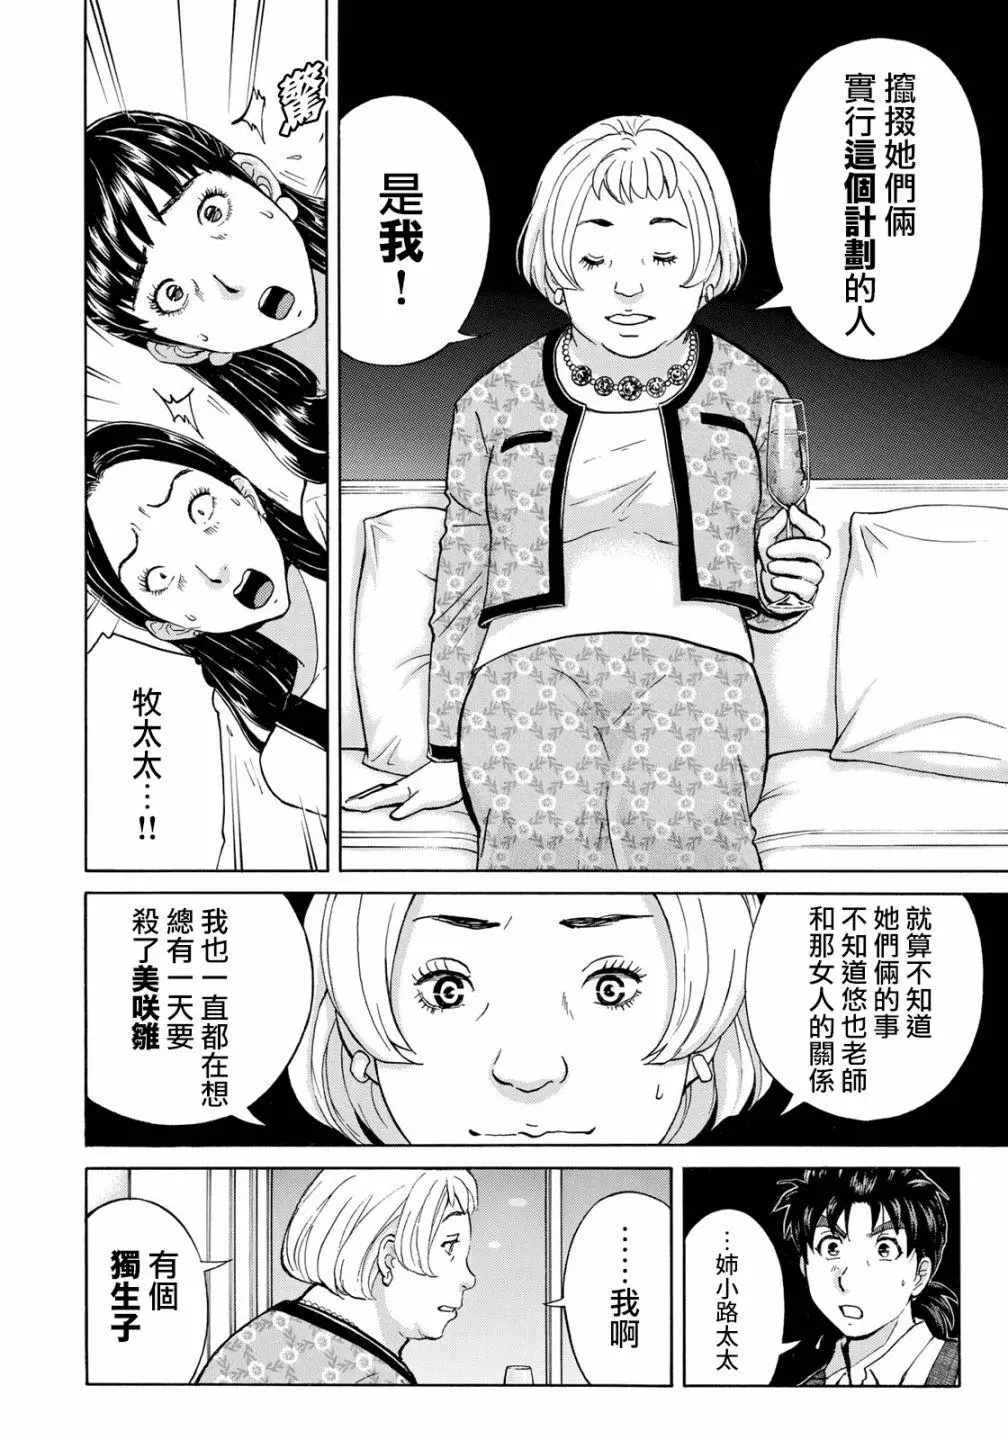 攛掇她們倆
實行這個計劃的人
是我！
驚
牧太太…!!
就算不知道
她們倆的事
不知道悠也老師
和那女人的關係
我也一直都在想
總有一天要
殺了美咲雛
…姉小路太太
……我啊
有個
獨生子